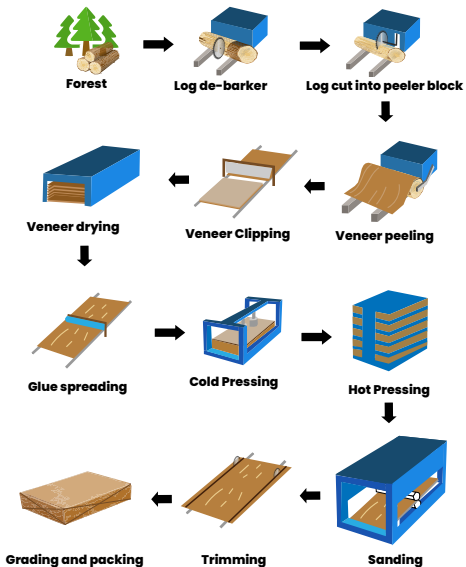 Forest
Log de-barker
Log cut into peeler block
Veneer drying
Veneer Clipping
Veneer peeling
Glue spreading
Cold Pressing
Hot Pressing
Grading and packing
Trimming
Sanding